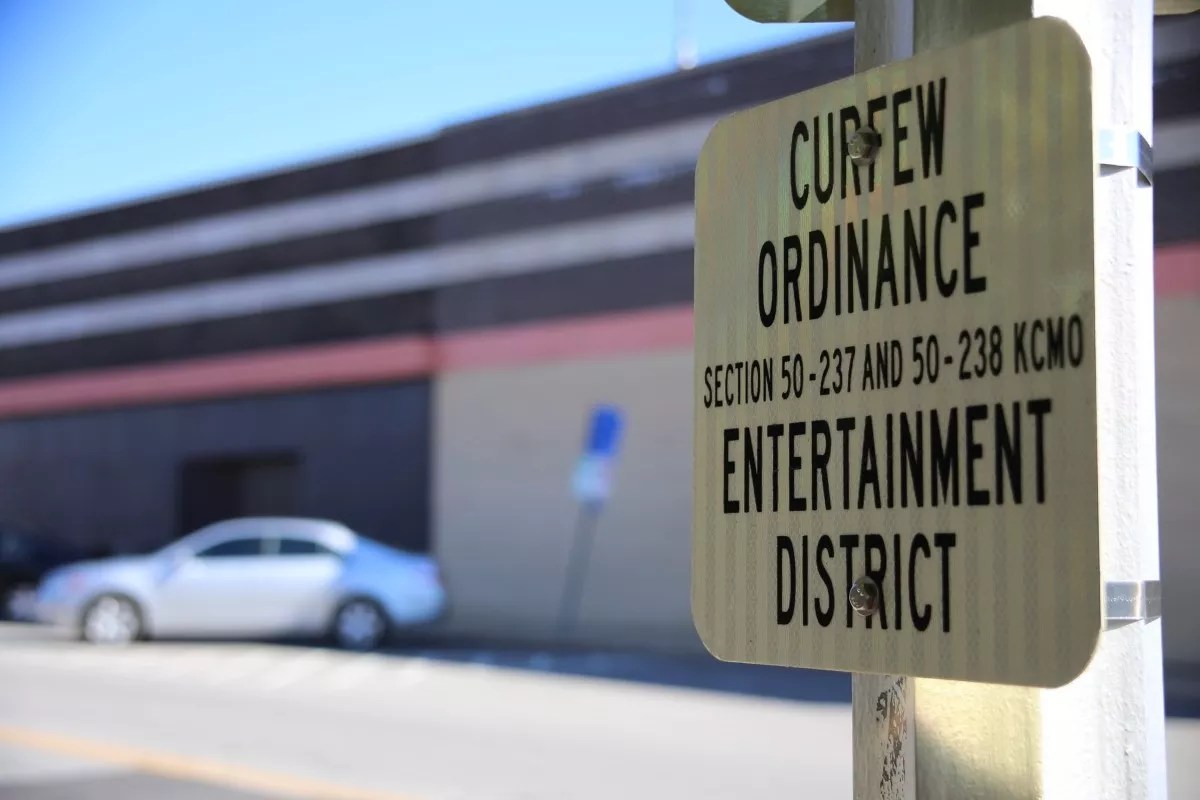 CURFEW
ORDINANCE
SECTION 50-237 AND 50-238 KCMO
ENTERTAINMENT
DISTRICT